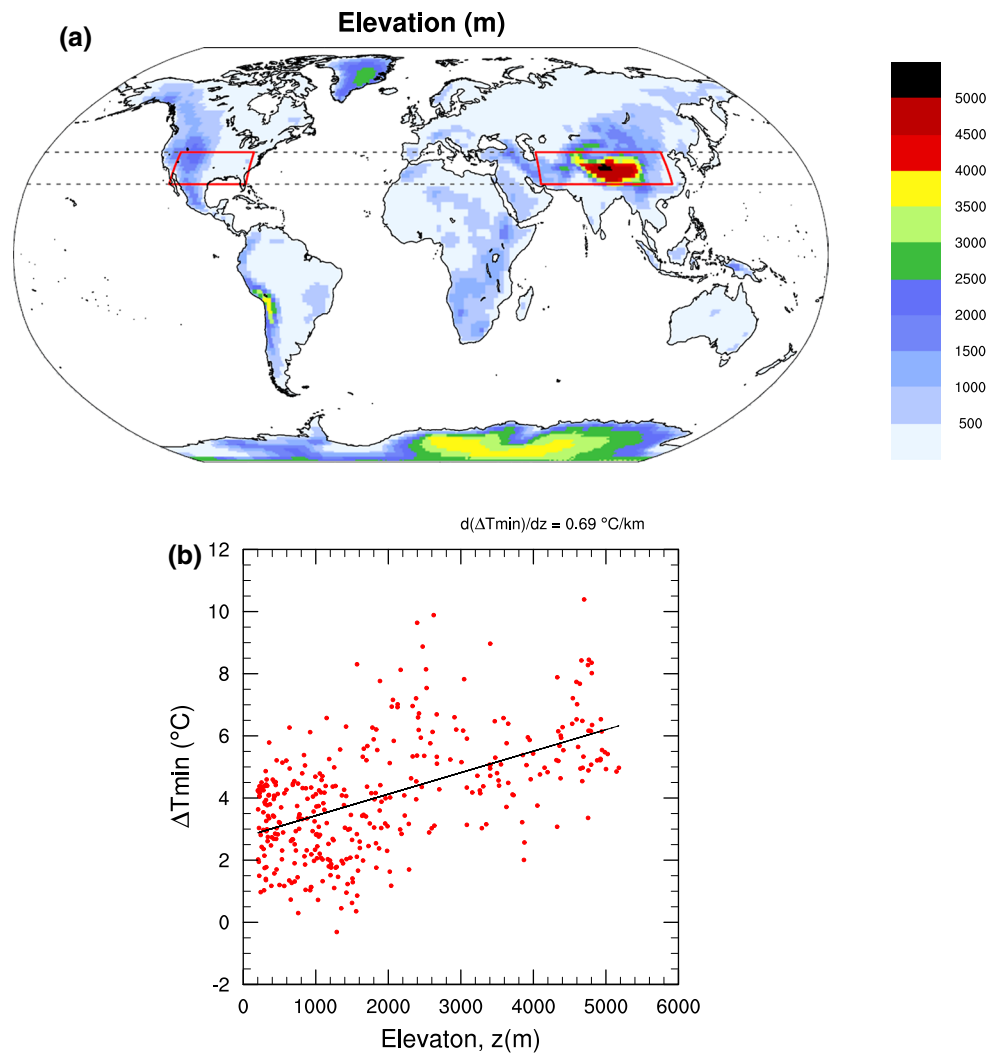 Elevation (m)
(a)
5000
4500
4000
3500
3000
2500
2000
1500
1000
500
d(ΔTmin)/dz = 0.69 °C/km
(b)
12
10
8
6
4
2
0
-2
ΔTmin (°C)
0 1000 2000 3000 4000 5000 6000
Elevaton, z(m)